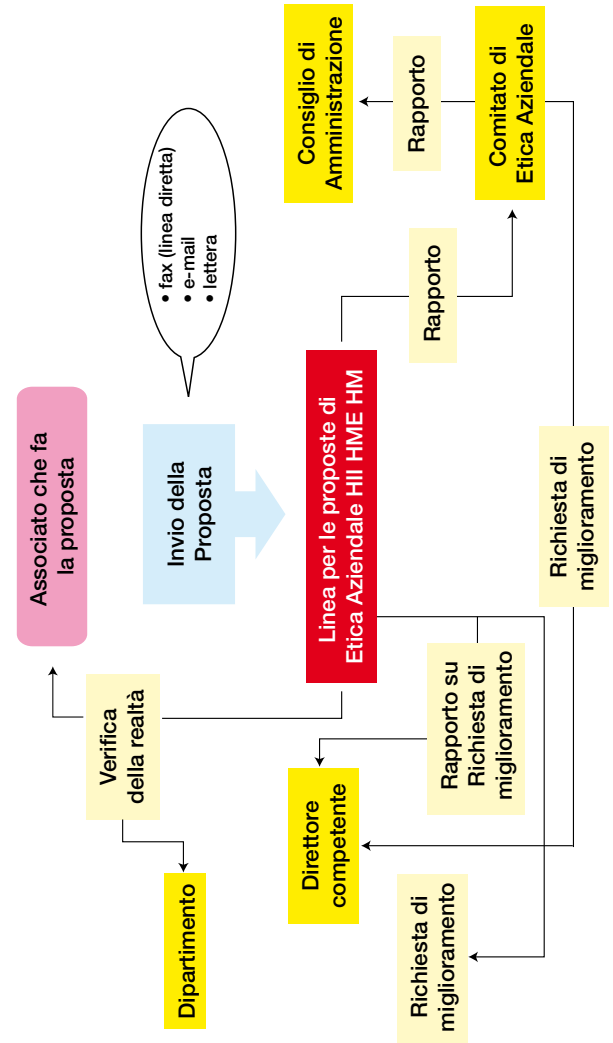 Associato che fa
la proposta
Verifica
della realtà
Dipartimento
Invio della
Proposta
• fax (linea diretta)
• e-mail
• lettera
Direttore
competente
Linea per le proposte di
Etica Aziendale HII HME HM
Consiglio di
Amministrazione
Richiesta di
miglioramento
Rapporto su
Richiesta di
miglioramento
Rapporto
Rapporto
Comitato di
Etica Aziendale
Richiesta di
miglioramento